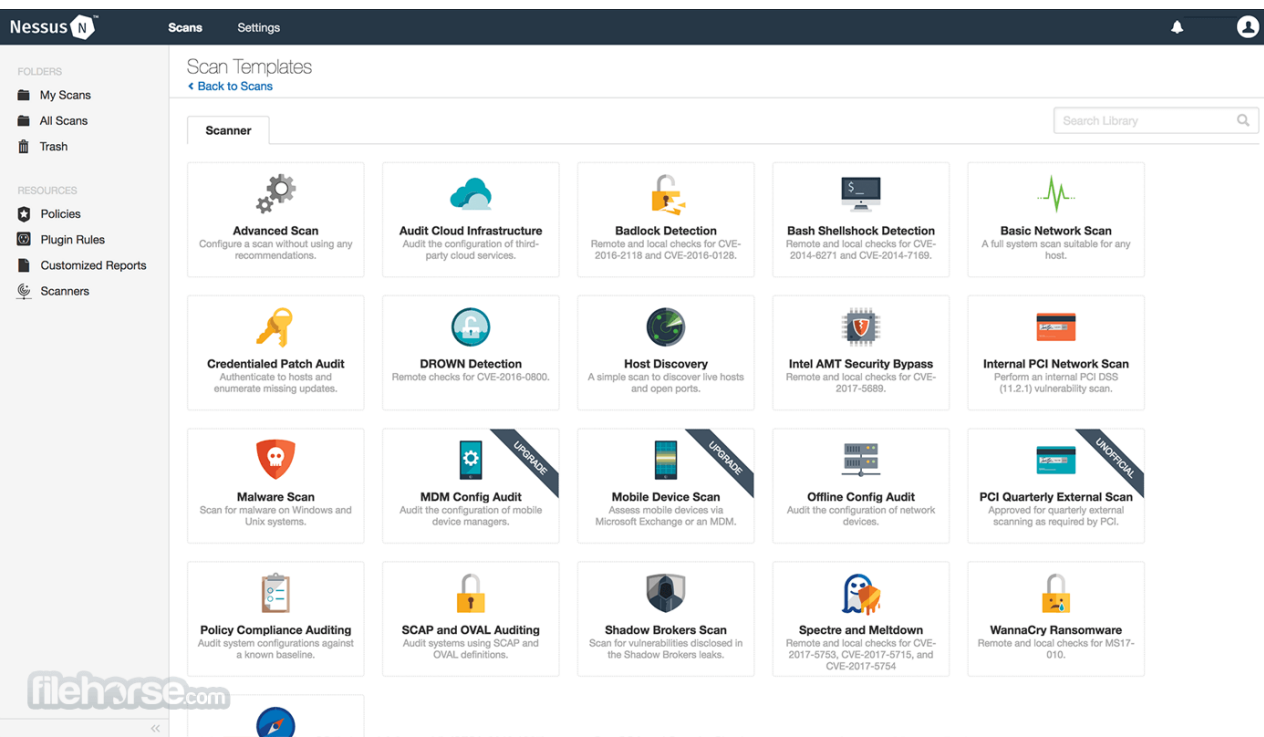 Nessus N
Scans
Settings
FOLDERS
My Scans
All Scans
Trash
RESOURCES
Policies
Plugin Rules
Customized Reports
Scanners
Scan Templates
Back to Scans
Scanner
Search Library
Advanced Scan
Configure a scan without using any
recommendations.
Audit Cloud Infrastructure
Audit the configuration of third-
party cloud services.
Badlock Detection
Remote and local checks for CVE-
2016-2118 and CVE-2016-0128.
$_
Bash Shellshock Detection
Remote and local checks for CVE-
2014-6271 and CVE-2014-7169.
Basic Network Scan
A full system scan suitable for any
host.
Credentialed Patch Audit
Authenticate to hosts and
enumerate missing updates.
DROWN Detection
Remote checks for CVE-2016-0800.
Host Discovery
A simple scan to discover live hosts
and open ports.
Intel AMT Security Bypass
Remote and local checks for CVE-
2017-5689.
Internal PCI Network Scan
Perform an internal PCI DSS
(11.2.1) vulnerability scan.
Malware Scan
Scan for malware on Windows and
Unix systems.
UPGRADE
MDM Config Audit
Audit the configuration of mobile
device managers.
UPGRADE
Mobile Device Scan
Assess mobile devices via
Microsoft Exchange or an MDM.
Offline Config Audit
Audit the configuration of network
devices.
UNOFFICIAL
PCI Quarterly External Scan
Approved for quarterly external
scanning as required by PCI.
Policy Compliance Auditing
Audit system configurations against
a known baseline.
SCAP and OVAL Auditing
Audit systems using SCAP and
OVAL definitions.
Shadow Brokers Scan
Scan for vulnerabilities disclosed in
the Shadow Brokers leaks.
Spectre and Meltdown
Remote and local checks for CVE-
2017-5753, CVE-2017-5715, and
CVE-2017-5754
WannaCry Ransomware
Remote and local checks for MS17-
010.
filehorse.com